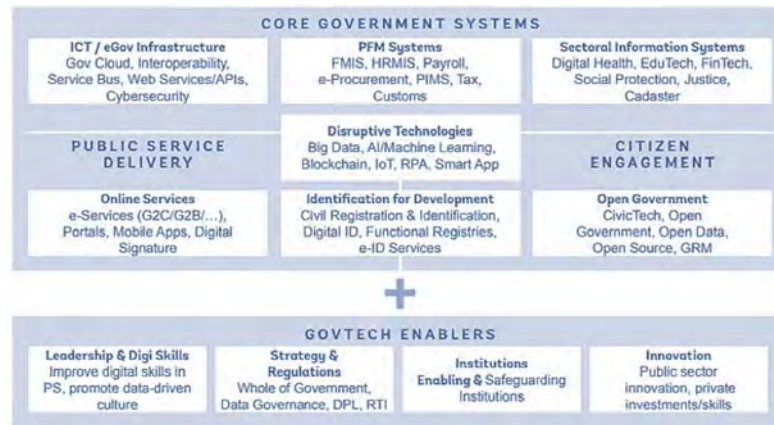 CORE GOVERNMENT SYSTEMS
ICT / eGov Infrastructure
Gov Cloud, Interoperability,
Service Bus, Web Services/APIs,
Cybersecurity
PFM Systems
FMIS, HRMIS, Payroll,
e-Procurement, PIMS, Tax,
Customs
Sectoral Information Systems
Digital Health, EduTech, FinTech,
Social Protection, Justice,
Cadaster
PUBLIC SERVICE
DELIVERY
Disruptive Technologies
Big Data, AI/Machine Learning,
Blockchain, IoT, RPA, Smart App
CITIZEN
ENGAGEMENT
Online Services
e-Services (G2C/G2B/...),
Portals, Mobile Apps, Digital
Signature
Identification for Development
Civil Registration & Identification,
Digital ID, Functional Registries,
e-ID Services
Open Government
CivicTech, Open
Government, Open Data,
Open Source, GRM
+
GOVTECH ENABLERS
Leadership & Digi Skills
Improve digital skills in
PS, promote data-driven
culture
Strategy &
Regulations
Whole of Government,
Data Governance, DPL, RTI
Institutions
Enabling & Safeguarding
Institutions
Innovation
Public sector
innovation, private
investments/skills